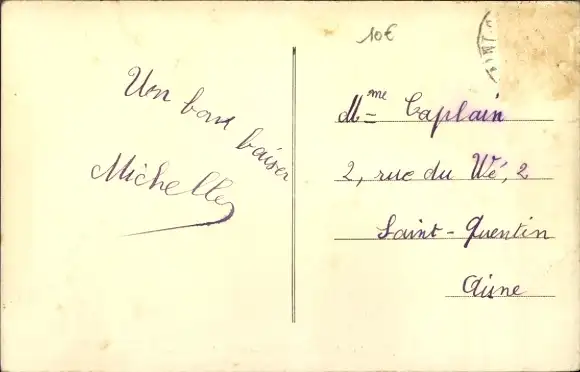 10€
Un bon baiser
Michelle
Mme Caplain
2, rue du Wé, 2
Saint-Quentin
Aisne